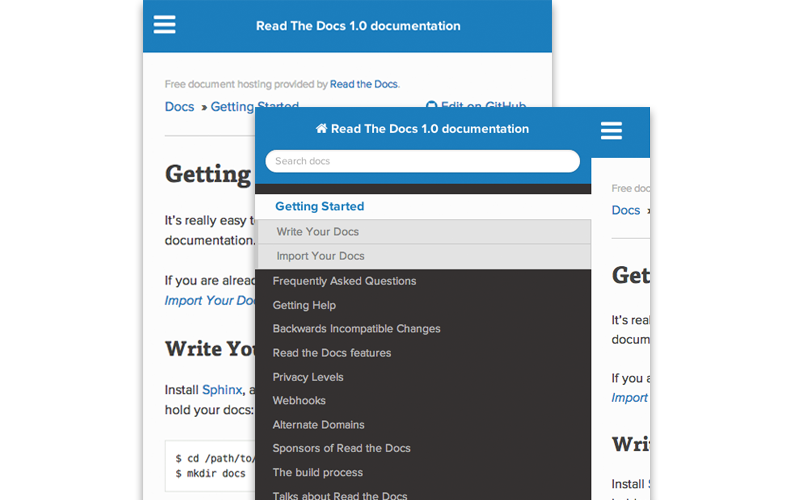 Read The Docs 1.0 documentation
Free document hosting provided by Read the Docs.
Docs » Getting Started Edit on GitHub
Getting
It's really easy t
documentation.
If you are alrea
Import Your Doc
Write You
Install Sphinx, a
hold your docs:
$ cd /path/to/
$ mkdir docs
Read The Docs 1.0 documentation
Search docs
Getting Started
Write Your Docs
Import Your Docs
Frequently Asked Questions
Getting Help
Backwards Incompatible Changes
Read the Docs features
Privacy Levels
Webhooks
Alternate Domains
Sponsors of Read the Docs
The build process
Talks about Read the Docs
Free doc
Docs »
Get
It's real
docum
If you a
Import
Writ
Install S